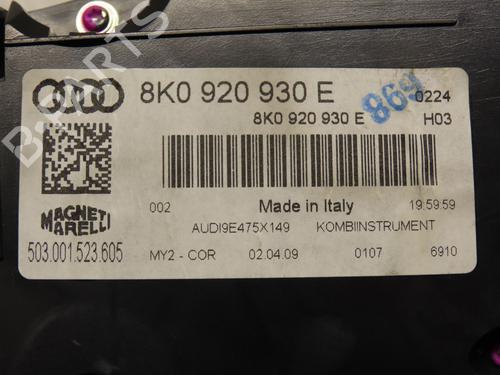 B-PARTS
8K0 920 930 E
869
0224
8K0 920 930 E
H03
002
Made in Italy
19:59:59
MAGNETI
MARELLI
AUDI9E475X149
KOMBIINSTRUMENT
503.001.523.605
MY2 - COR
02.04.09
0107
6910